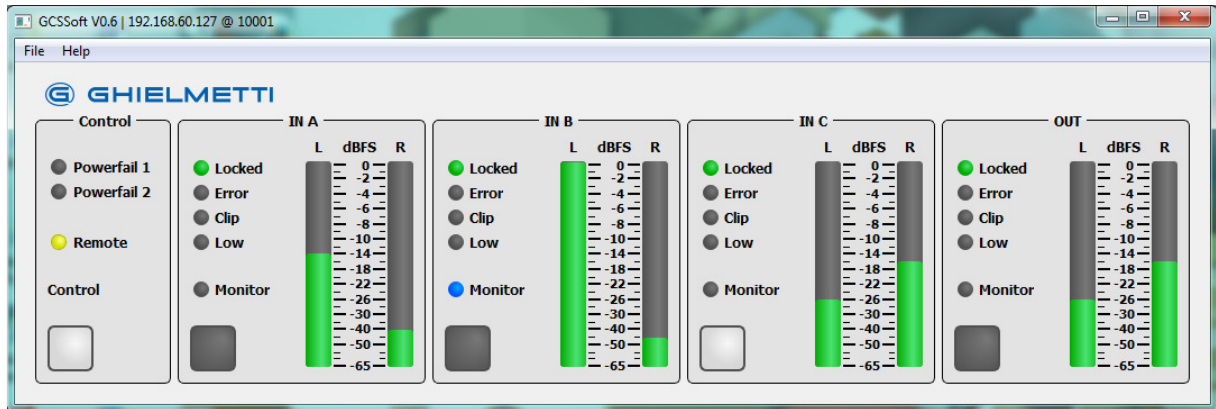 GCSSoft V0.6 | 192.168.60.127 @ 10001
File Help
GHIELMETTI
Control
Powerfail 1
Powerfail 2
Remote
Control
IN A
L dBFS R
Locked
Error
Clip
Low
Monitor
0
-2
-4
-6
-8
-10
-14
-18
-22
-26
-30
-40
-50
-65
IN B
L dBFS R
Locked
Error
Clip
Low
Monitor
0
-2
-4
-6
-8
-10
-14
-18
-22
-26
-30
-40
-50
-65
IN C
L dBFS R
Locked
Error
Clip
Low
Monitor
0
-2
-4
-6
-8
-10
-14
-18
-22
-26
-30
-40
-50
-65
OUT
L dBFS R
Locked
Error
Clip
Low
Monitor
0
-2
-4
-6
-8
-10
-14
-18
-22
-26
-30
-40
-50
-65